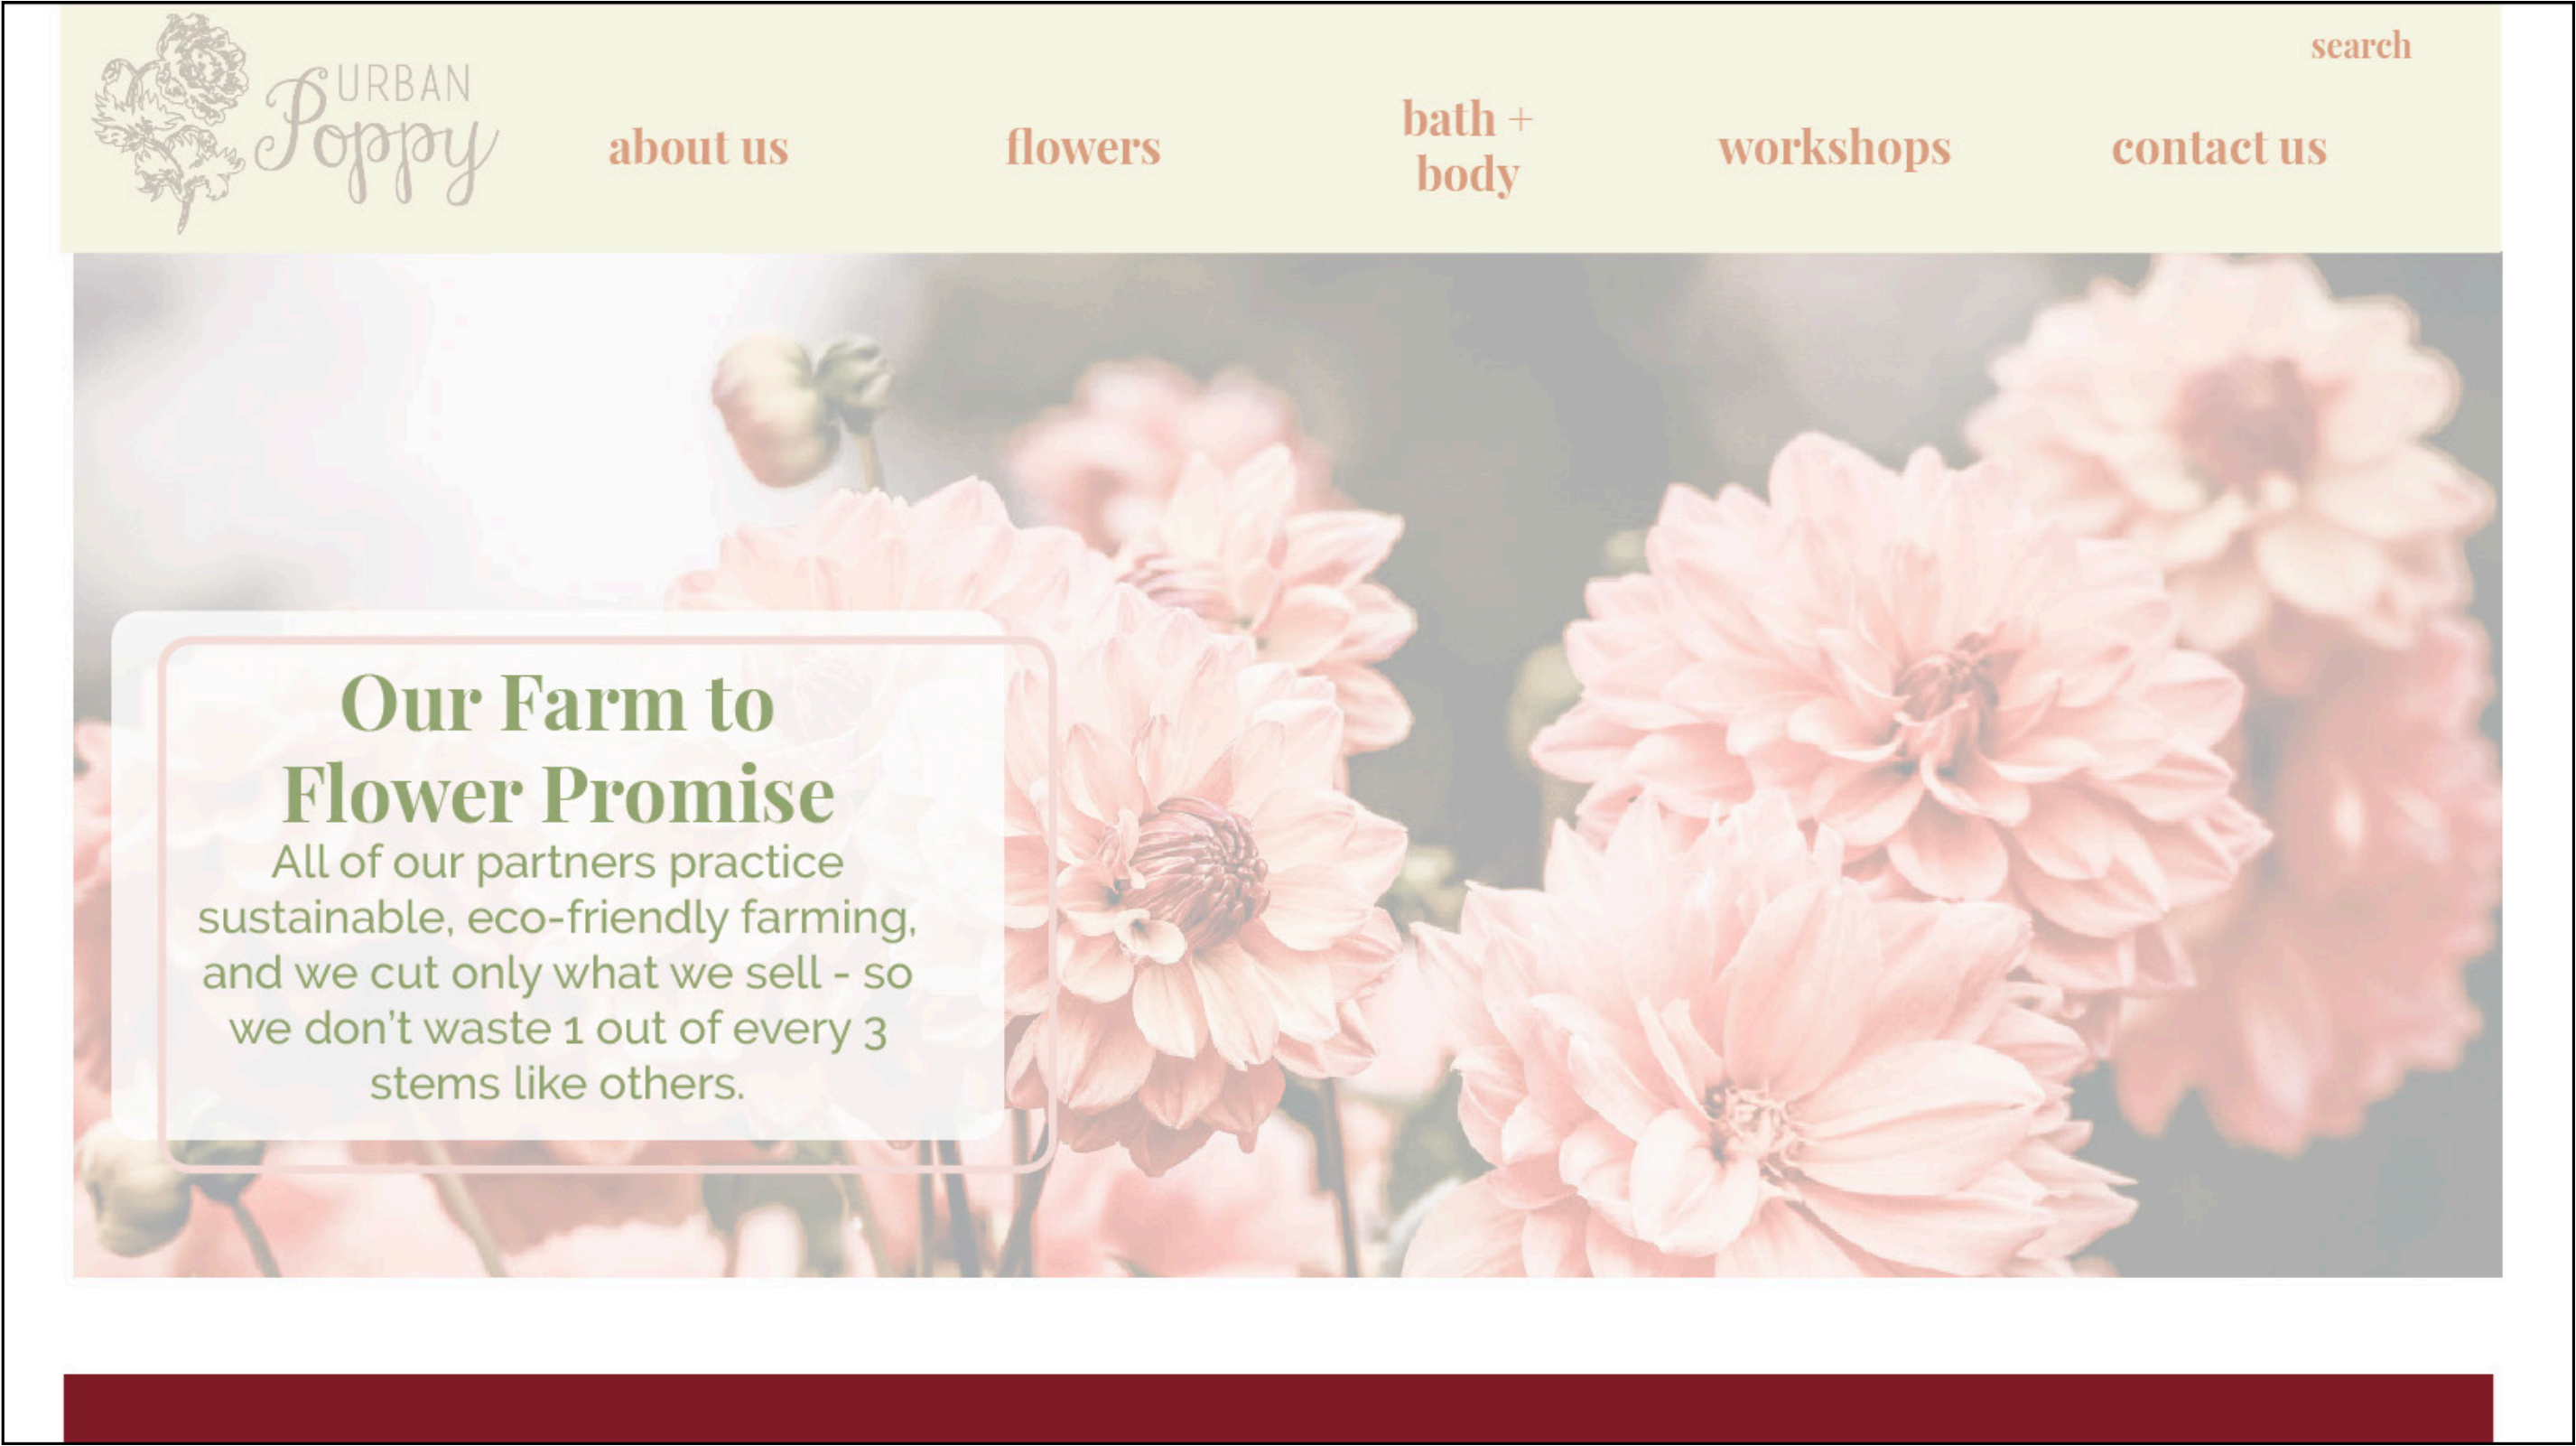 search
URBAN
Poppy
about us
flowers
bath +
body
workshops
contact us
Our Farm to
Flower Promise
All of our partners practice
sustainable, eco-friendly farming,
and we cut only what we sell - so
we don't waste 1 out of every 3
stems like others.